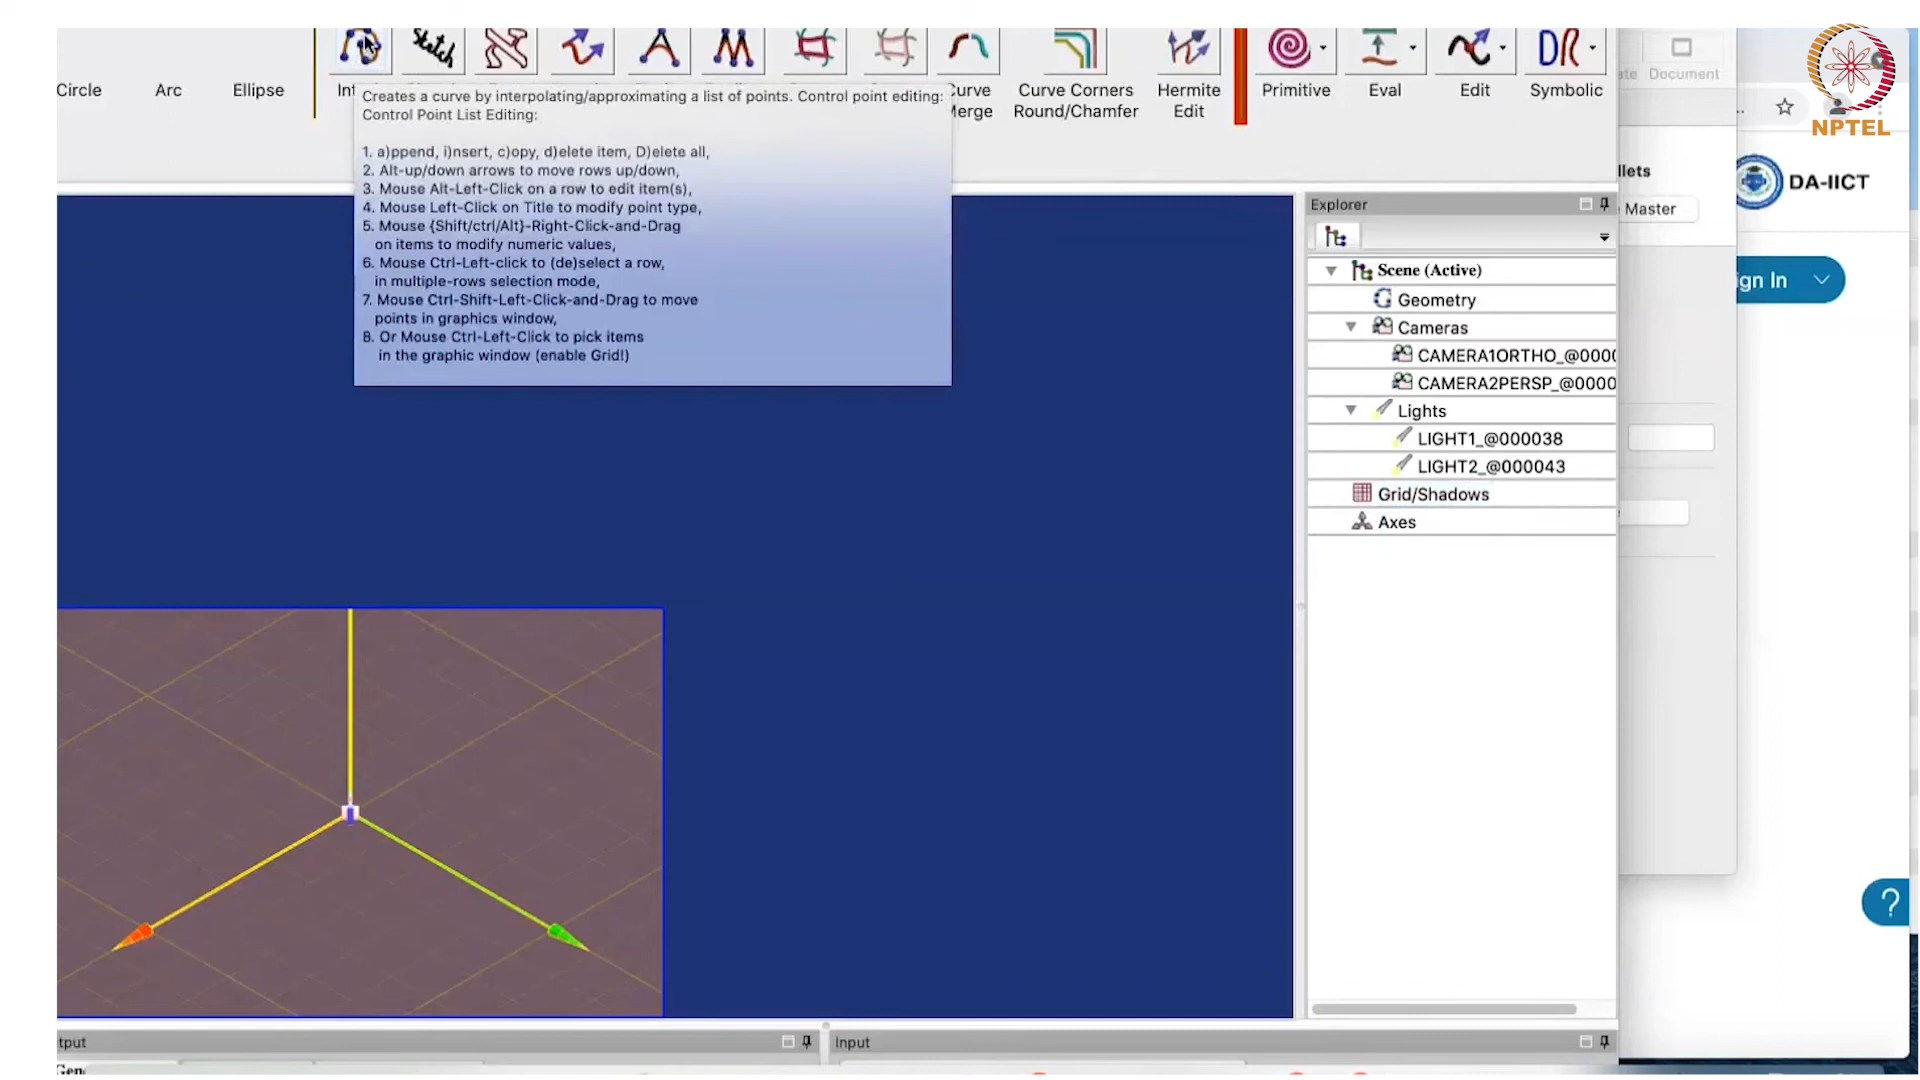 Sketch
Circle
Arc
Ellipse
Curve
Merge
Curve Corners
Round/Chamfer
Hermite
Edit
Primitive
Eval
Edit
DR
Symbolic
Document
NPTEL
Creates a curve by interpolating/approximating a list of points. Control point editing:
Control Point List Editing:
1. a)ppend, i)nsert, c)opy, d)elete item, D)elete all,
2. Alt-up/down arrows to move rows up/down,
3. Mouse Alt-Left-Click on a row to edit item(s),
4. Mouse Left-Click on Title to modify point type,
5. Mouse {Shift/ctrl/Alt}-Right-Click-and-Drag
on items to modify numeric values,
6. Mouse Ctrl-Left-click to (de)select a row,
in multiple-rows selection mode,
7. Mouse Ctrl-Shift-Left-Click-and-Drag to move
points in graphics window,
8. Or Mouse Ctrl-Left-Click to pick items
in the graphic window (enable Grid!)
Explorer
Scene (Active)
Geometry
Cameras
CAMERA1ORTHO_@000
CAMERA2PERSP_@0000
Lights
LIGHT1_@000038
LIGHT2_@000043
Grid/Shadows
Axes
llets
Master
DA-IICT
ign In
?
tput
Input
Gen